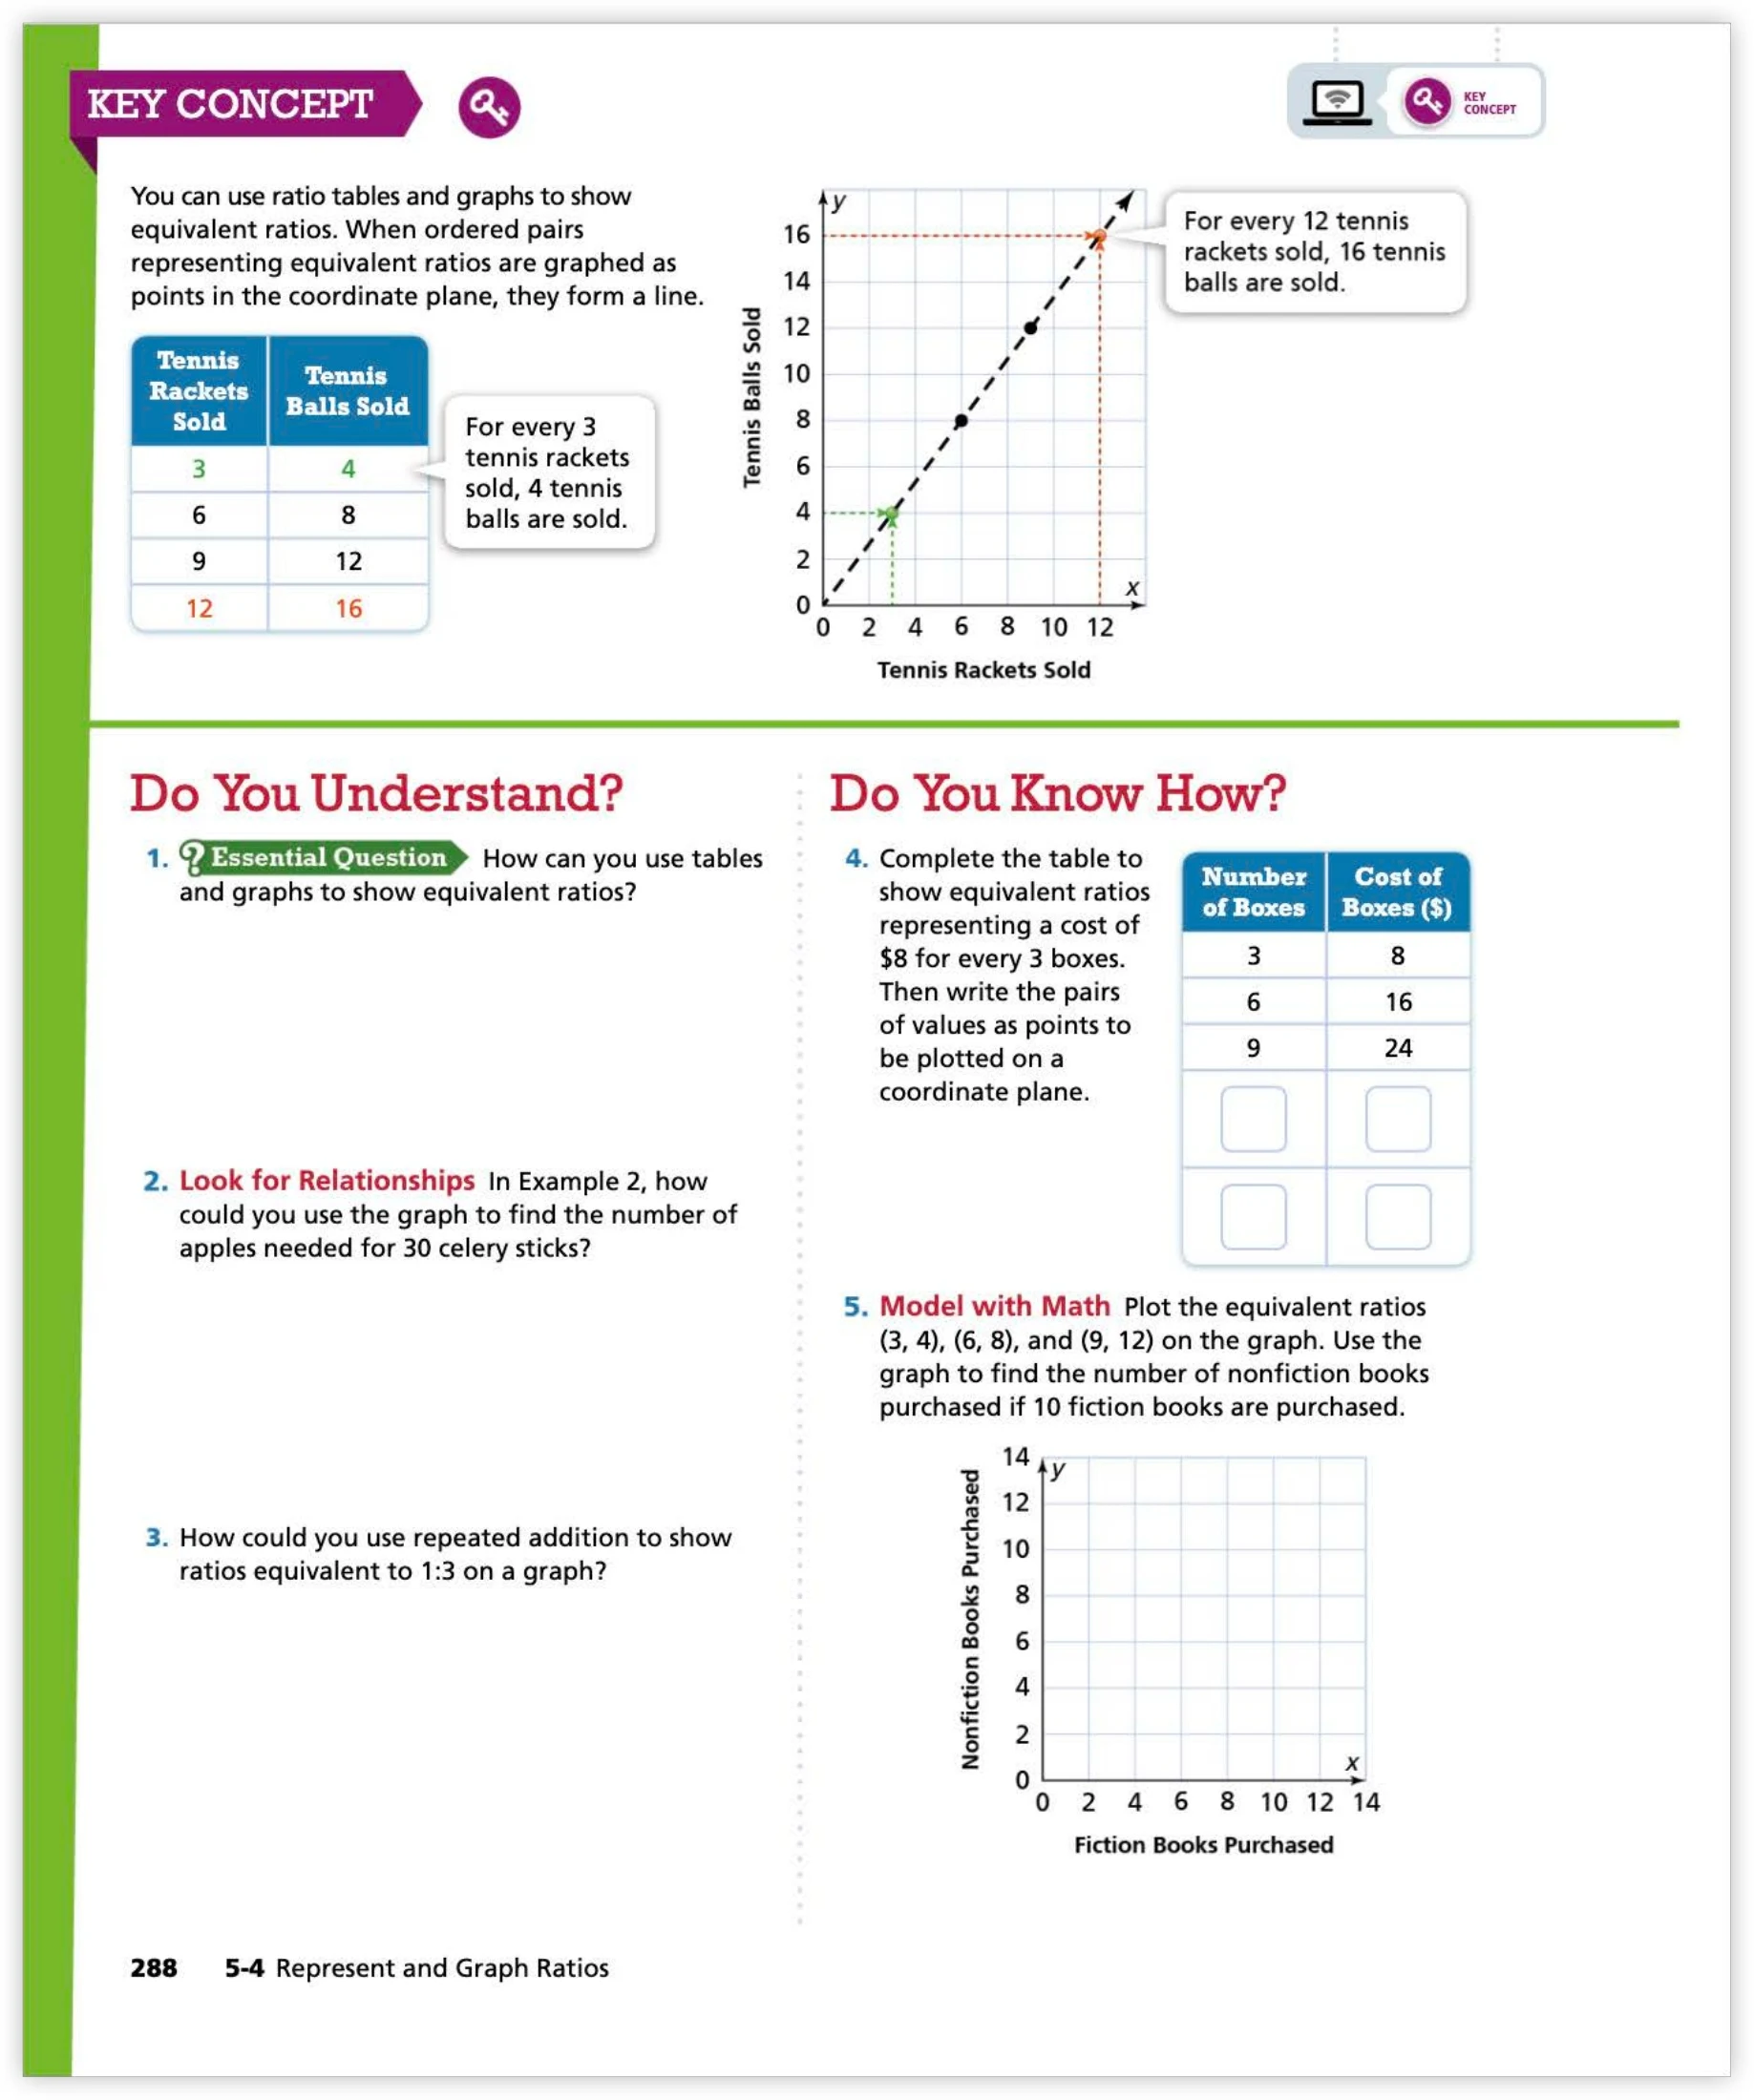 KEY CONCEPT
KEY
CONCEPT
You can use ratio tables and graphs to show
equivalent ratios. When ordered pairs
representing equivalent ratios are graphed as
points in the coordinate plane, they form a line.
Tennis
Rackets
Sold
Tennis
Balls Sold
3 4
6 8
9 12
12 16
For every 3
tennis rackets
sold, 4 tennis
balls are sold.
y
16
14
12
10
8
6
4
2
0
x
0 2 4 6 8 10 12
Tennis Balls Sold
Tennis Rackets Sold
For every 12 tennis
rackets sold, 16 tennis
balls are sold.
Do You Understand?
1. ? Essential Question How can you use tables
and graphs to show equivalent ratios?
2. Look for Relationships In Example 2, how
could you use the graph to find the number of
apples needed for 30 celery sticks?
3. How could you use repeated addition to show
ratios equivalent to 1:3 on a graph?
Do You Know How?
4. Complete the table to
show equivalent ratios
representing a cost of
$8 for every 3 boxes.
Then write the pairs
of values as points to
be plotted on a
coordinate plane.
Number
of Boxes
Cost of
Boxes ($)
3 8
6 16
9 24
5. Model with Math Plot the equivalent ratios
(3, 4), (6, 8), and (9, 12) on the graph. Use the
graph to find the number of nonfiction books
purchased if 10 fiction books are purchased.
14
y
12
10
8
6
4
2
0
x
0 2 4 6 8 10 12 14
Nonfiction Books Purchased
Fiction Books Purchased
288 5-4 Represent and Graph Ratios